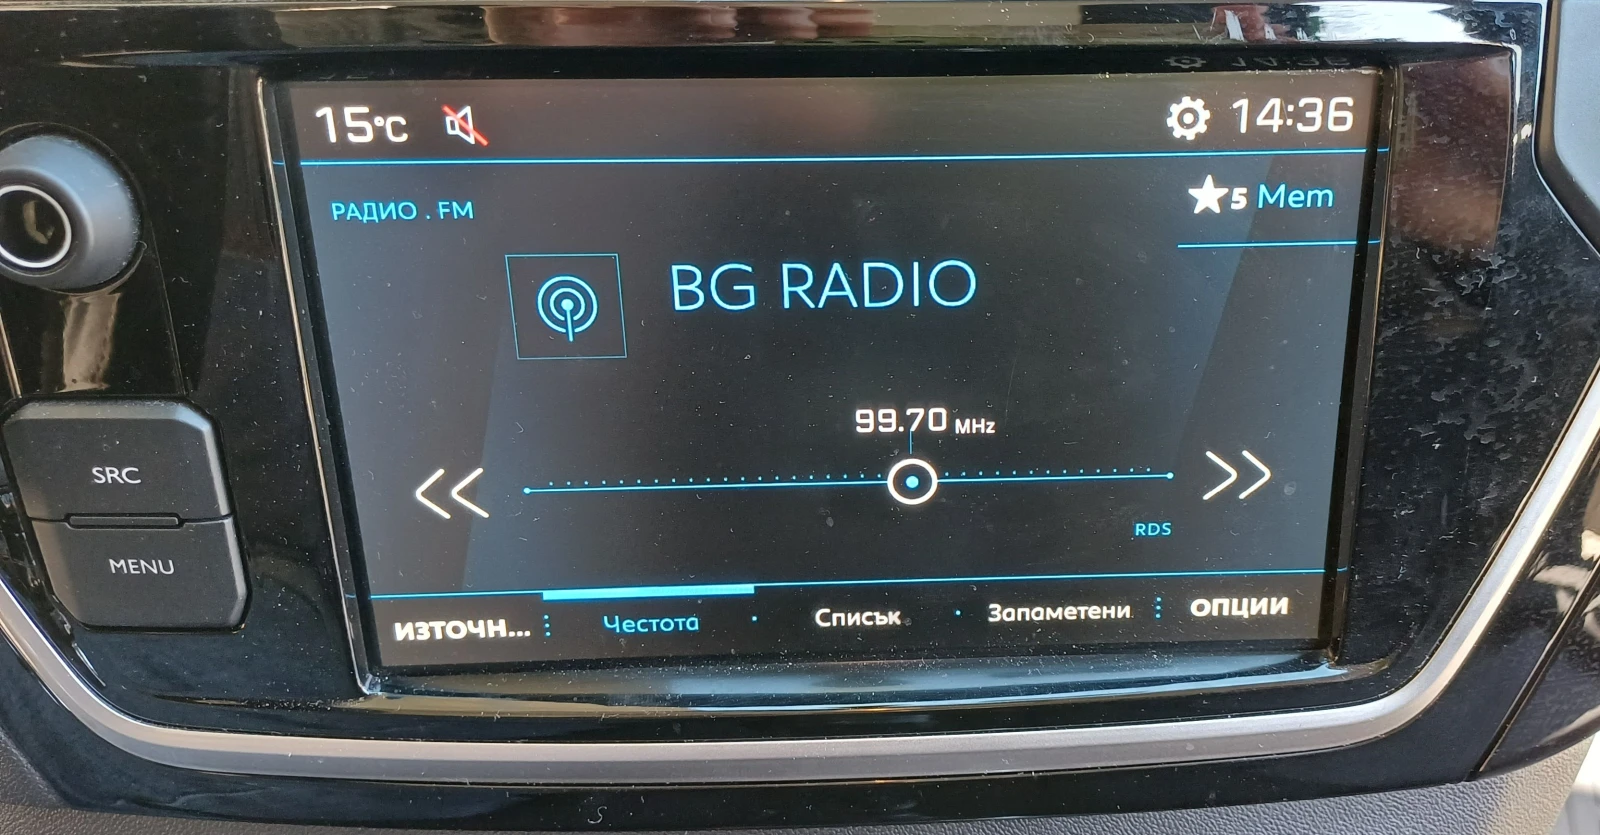 15°C 14:36
РАДИО . FM ★5 Mem
BG RADIO
99.70 MHz
SRC
RDS
MENU
ИЗТОЧН... Честота Списък Запаметени ОПЦИИ